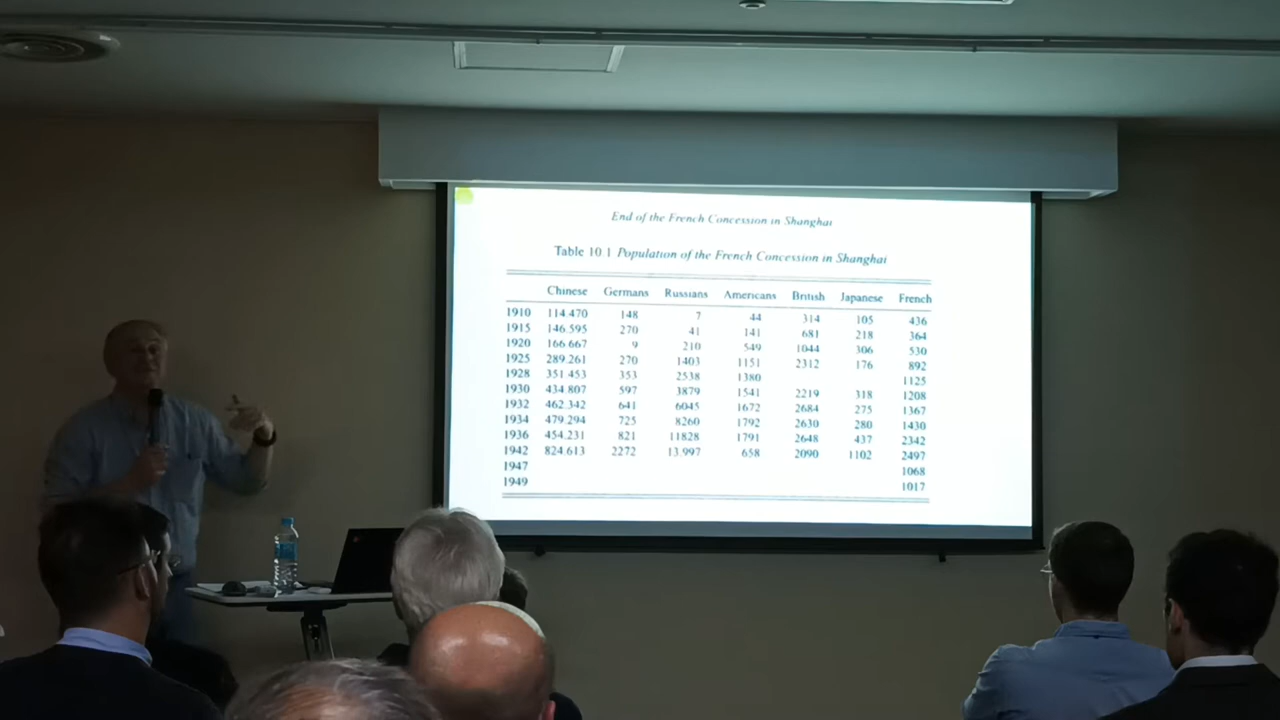 End of the French Concession in Shanghai
Table 10.1 Population of the French Concession in Shanghai
Chinese Germans Russians Americans British Japanese French
1910 114.470 148 7 44 314 105 436
1915 146.595 270 41 141 681 218 364
1920 166.667 9 210 549 1044 306 530
1925 289.261 270 1403 1151 2312 176 892
1928 351.453 353 2538 1380 1125
1930 434.807 597 3879 1541 2219 318 1208
1932 462.342 641 6045 1672 2684 275 1367
1934 479.294 725 8260 1792 2630 280 1430
1936 454.231 821 11828 1791 2648 437 2342
1942 824.613 2272 13.997 658 2090 1102 2497
1947 1068
1949 1017